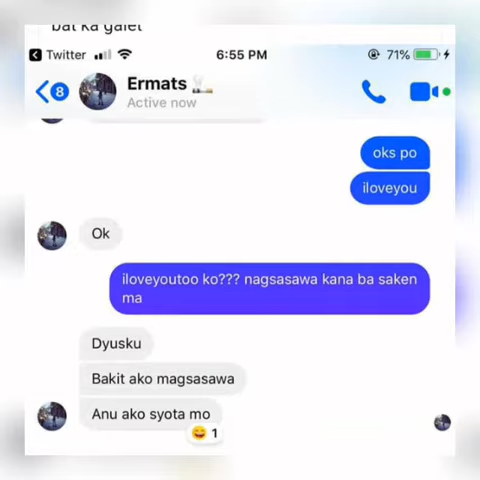 bat ka galet
Twitter
6:55 PM
71%
8
Ermats 🚬
Active now
oks po
iloveyou
Ok
iloveyoutoo ko??? nagsasawa kana ba saken
ma
Dyusku
Bakit ako magsasawa
Anu ako syota mo
😄 1